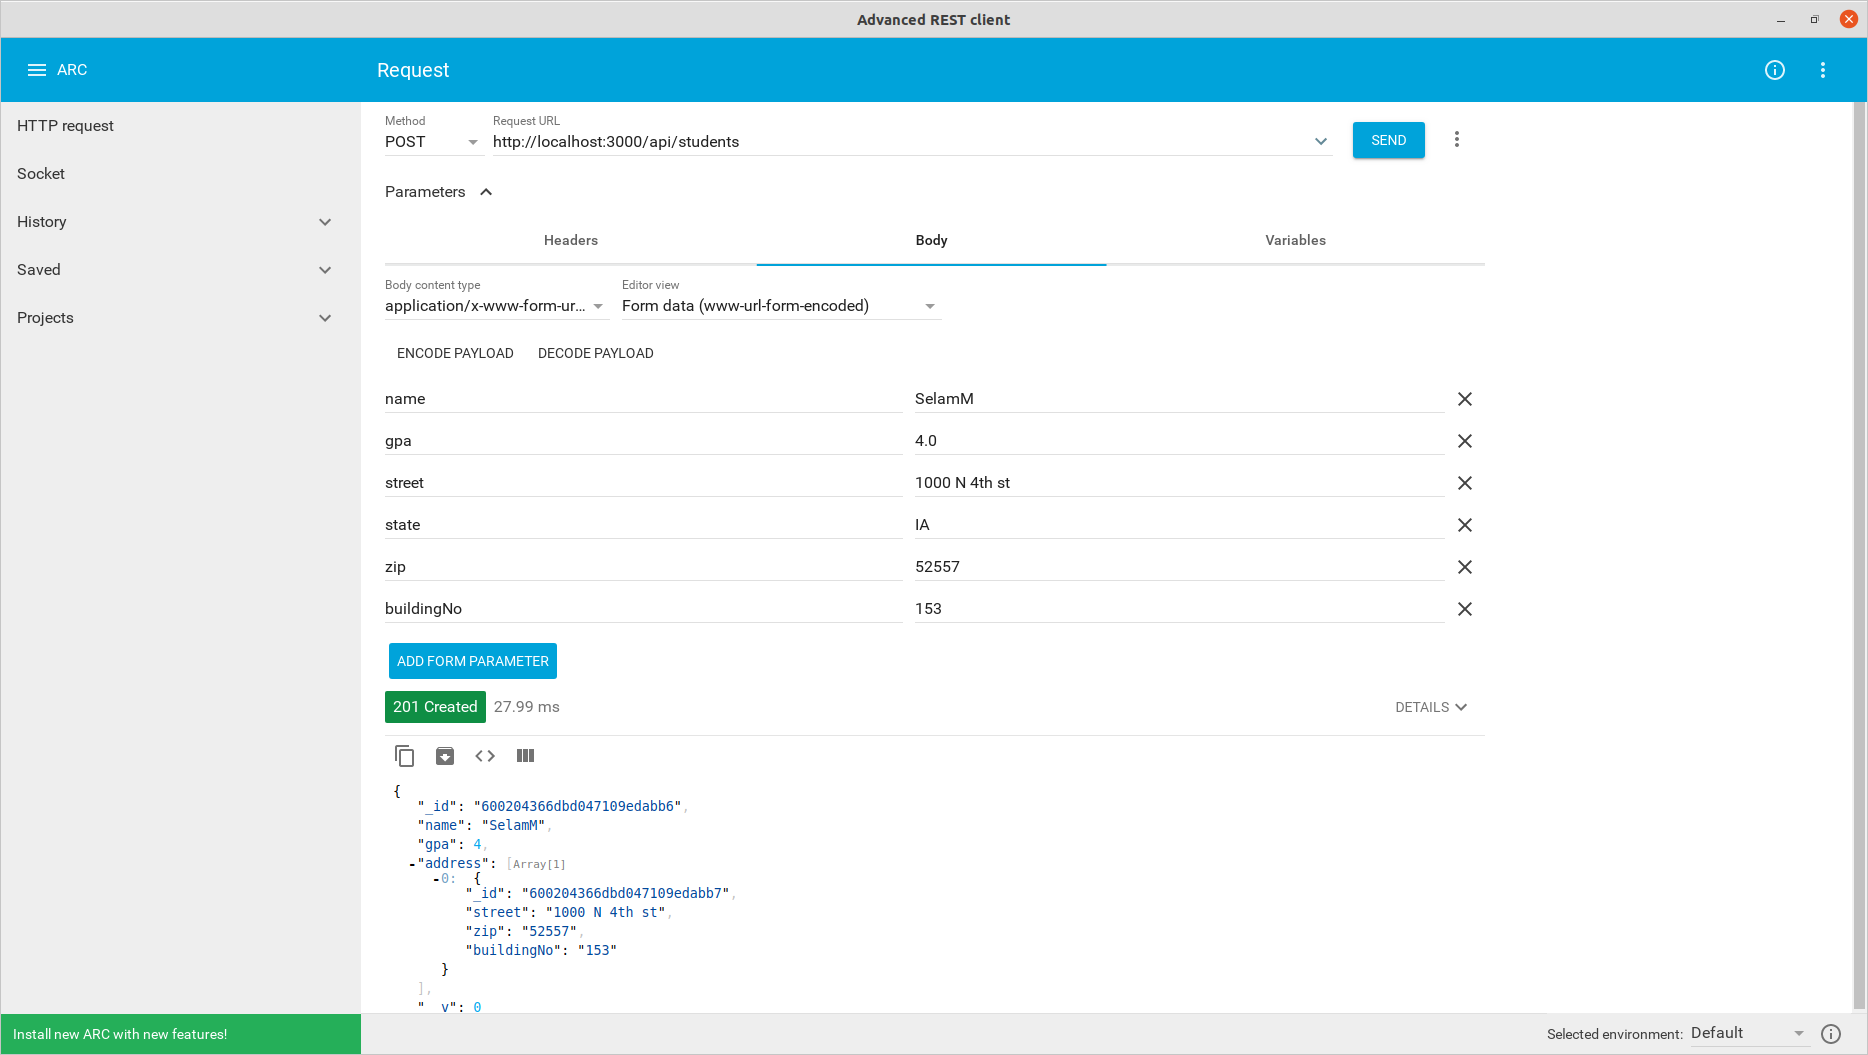 Advanced REST client
ARC
Request
HTTP request
Socket
History
Saved
Projects
Method
POST
Request URL
http://localhost:3000/api/students
SEND
Parameters
Headers Body Variables
Body content type
application/x-www-form-ur...
Editor view
Form data (www-url-form-encoded)
ENCODE PAYLOAD DECODE PAYLOAD
name SelamM
gpa 4.0
street 1000 N 4th st
state IA
zip 52557
buildingNo 153
ADD FORM PARAMETER
201 Created 27.99 ms DETAILS
{
"_id": "600204366dbd047109edabb6",
"name": "SelamM",
"gpa": 4,
-"address": [Array[1]
-0: {
"_id": "600204366dbd047109edabb7",
"street": "1000 N 4th st",
"zip": "52557",
"buildingNo": "153"
}
],
"__v": 0
Install new ARC with new features!
Selected environment: Default